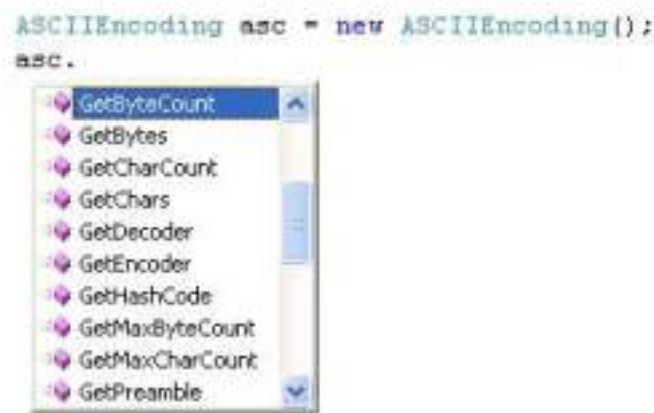 ASCIIEncoding asc = new ASCIIEncoding();
asc.
GetByteCount
GetBytes
GetCharCount
GetChars
GetDecoder
GetEncoder
GetHashCode
GetMaxByteCount
GetMaxCharCount
GetPreamble